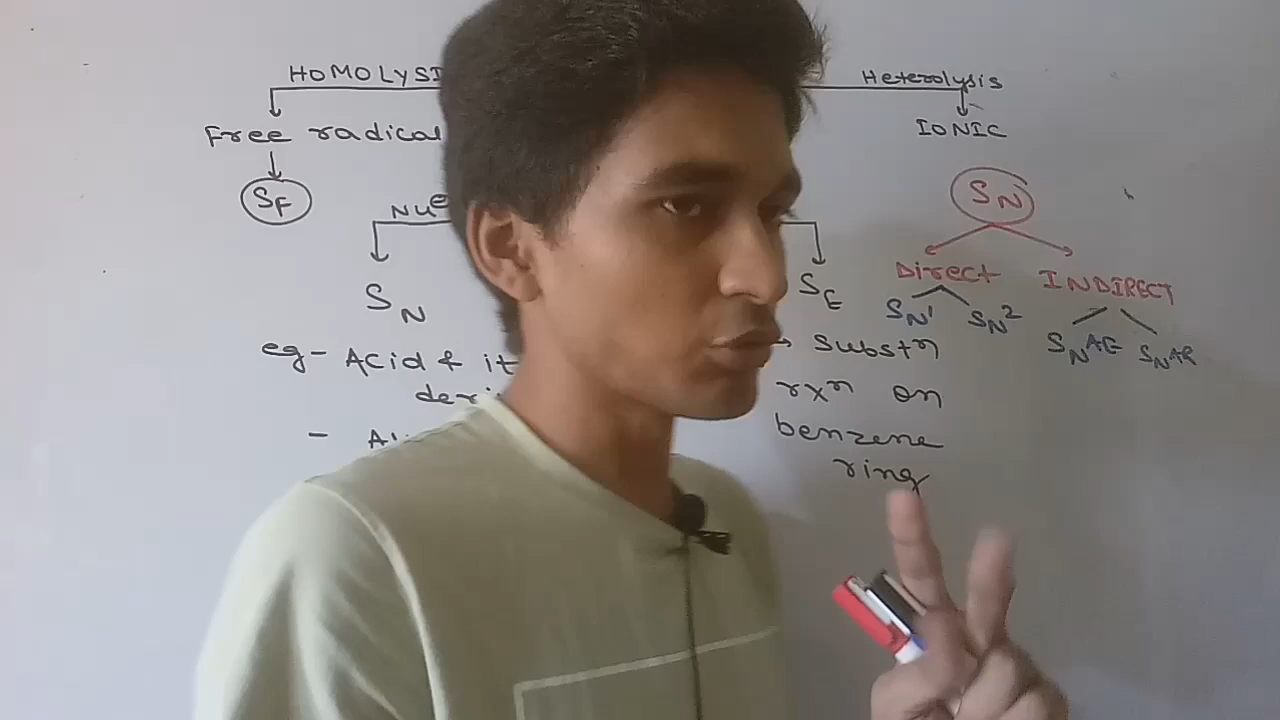 HOMOLYSI
Heterolysis
Free radical
IONIC
SF
SN
Nu
SN
SE
Direct INDIRECT
SN1 SN2 SNAE SNAR
eg - Acid & it
der
→ Substn
rxn on
benzene
ring